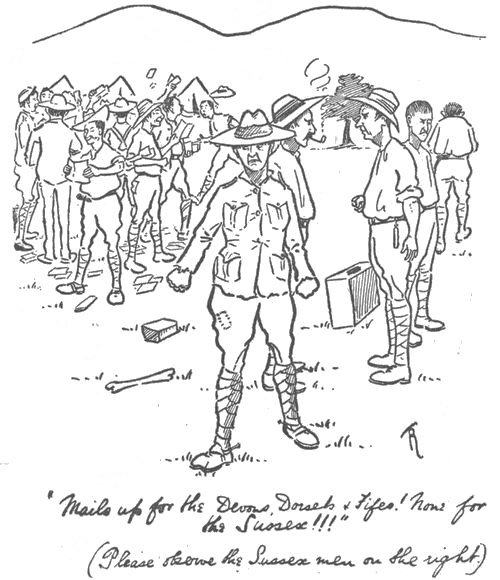 "Mails up for the Devons, Dorsets & Fifes! None for
the Sussex!!!"
(Please observe the Sussex men on the right.)